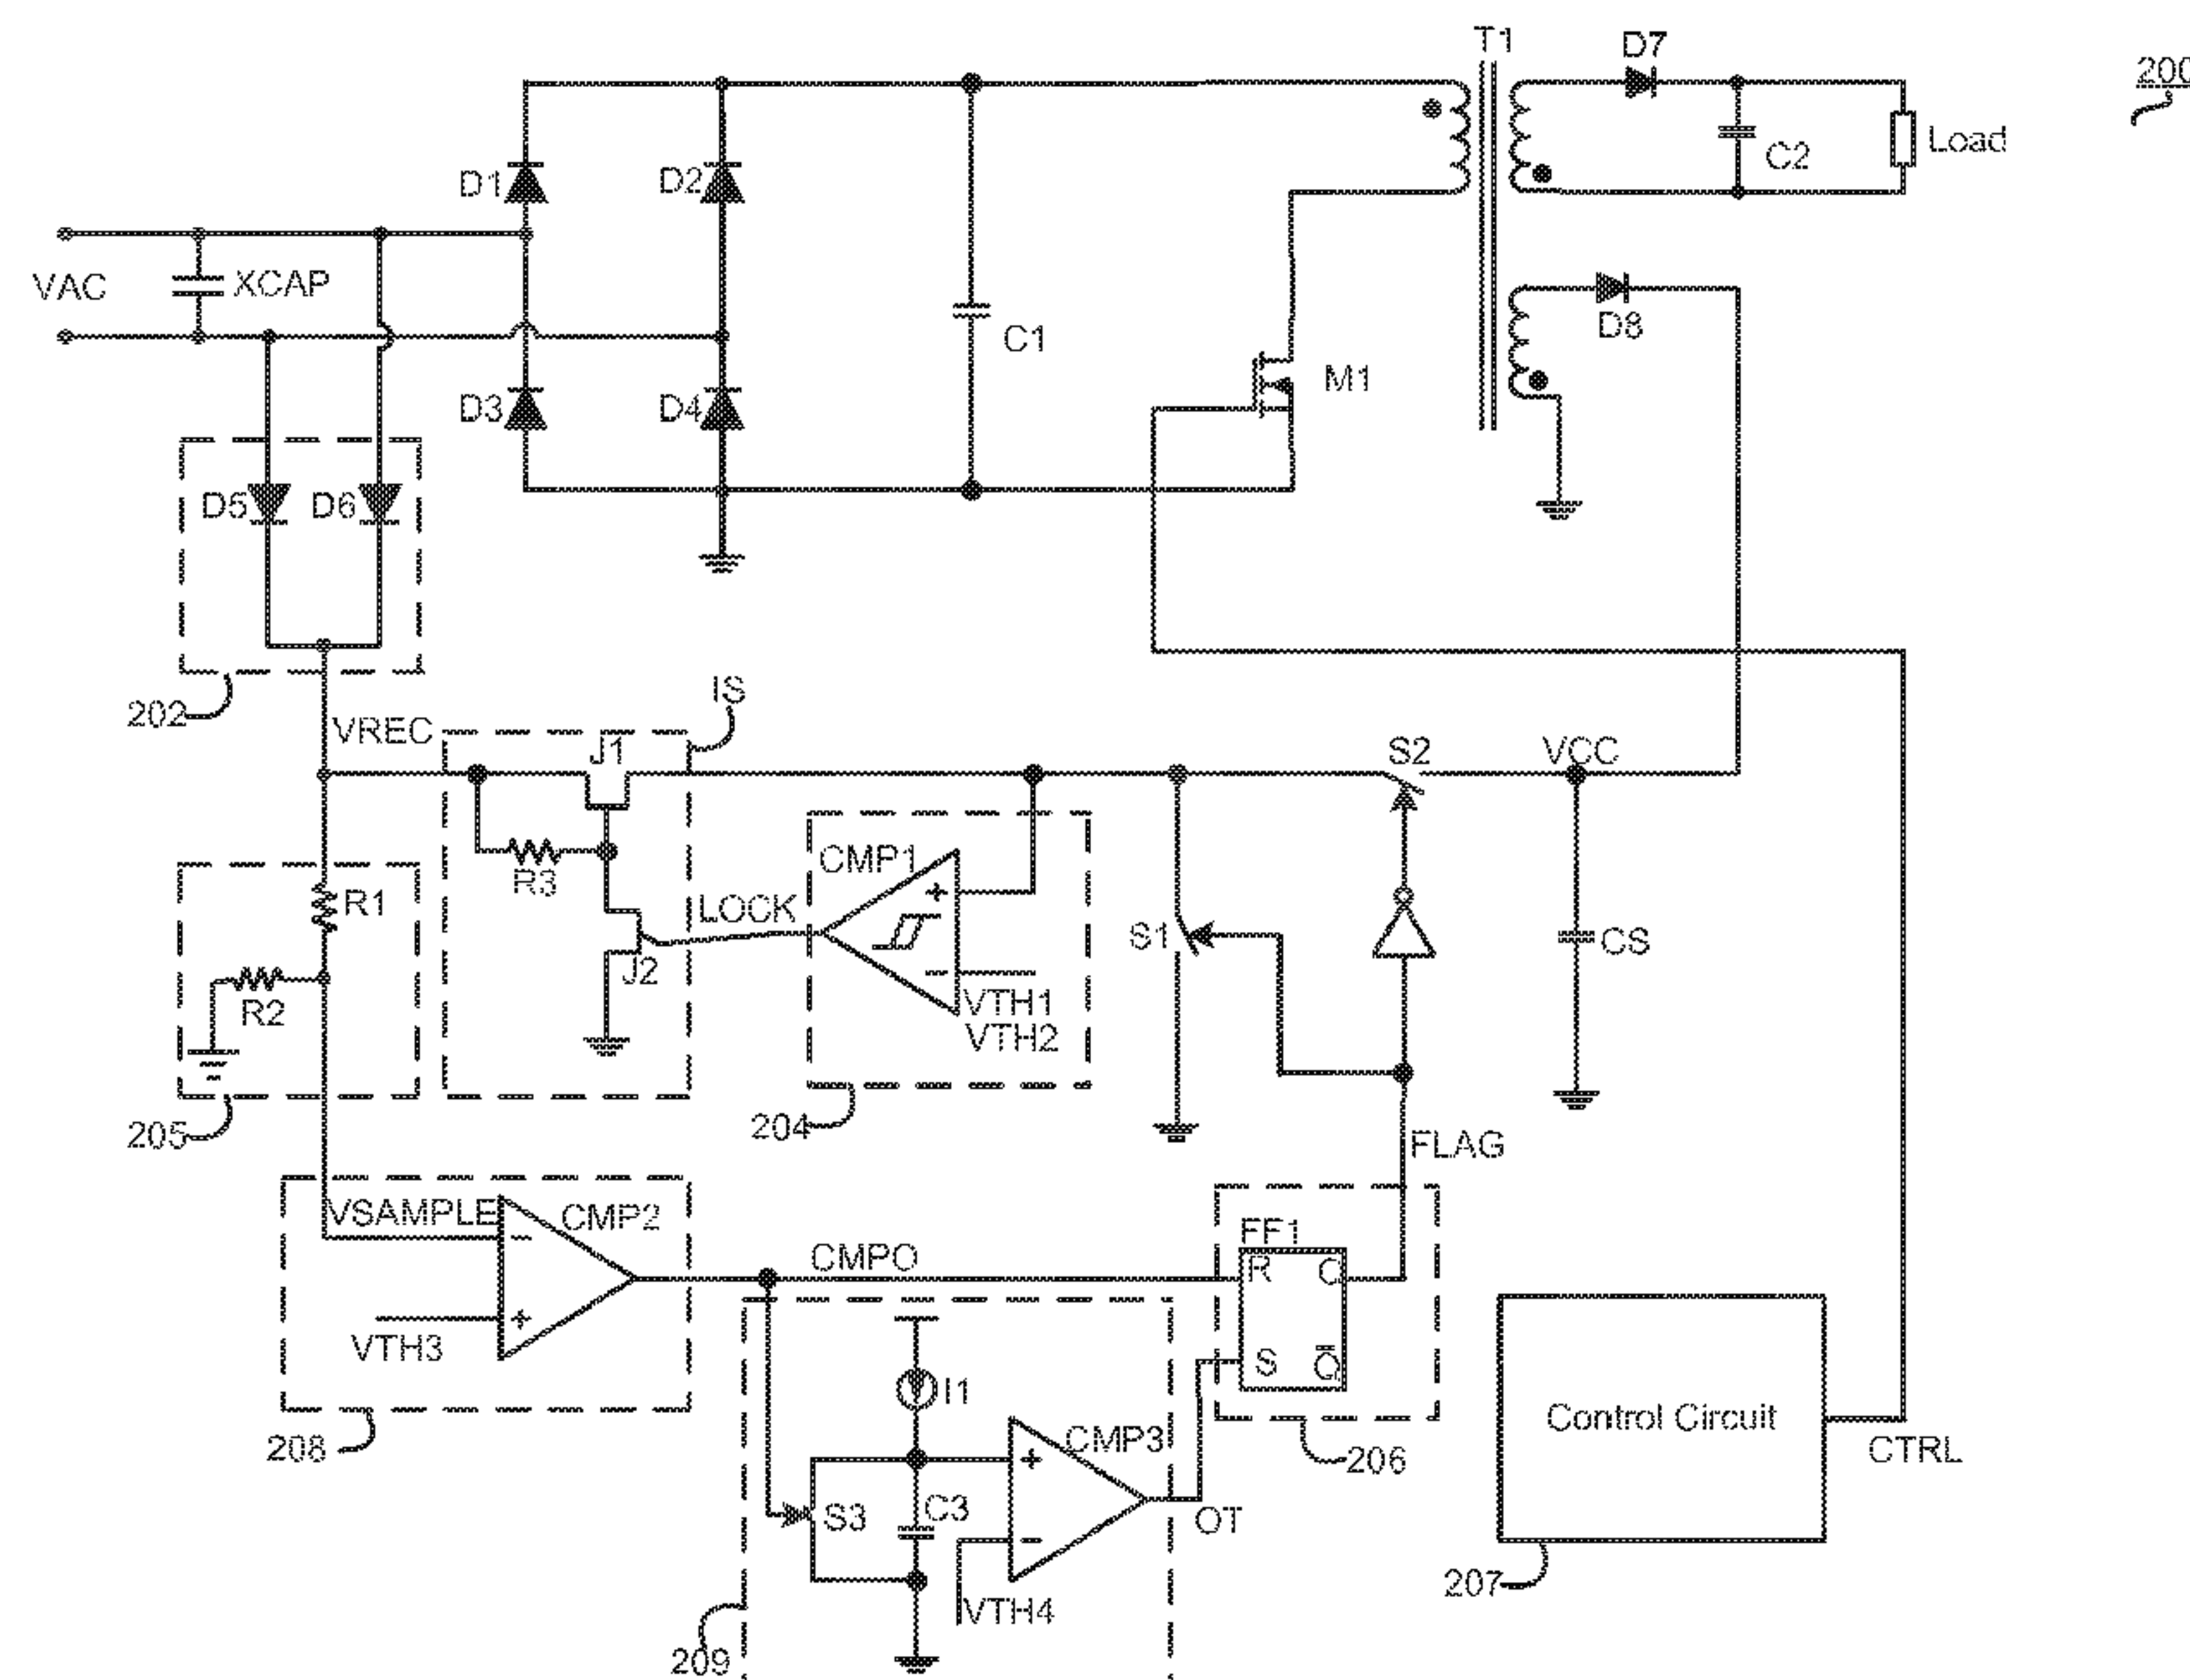 T1
D7
200
Load
C2
D1
D2
VAC
XCAP
D8
C1
M1
D3
D4
D5
D6
202
IS
VREC
J1
S2
VCC
CMP1
+
R3
R1
LOCK
S1
CS
J2
-
R2
VTH1
VTH2
205
204
FLAG
VSAMPLE
CMP2
-
FF1
CMPO
R
Q
+
VTH3
S
Q̅
I1
Control Circuit
208
CMP3
206
CTRL
+
S3
C3
OT
-
207
VTH4
209